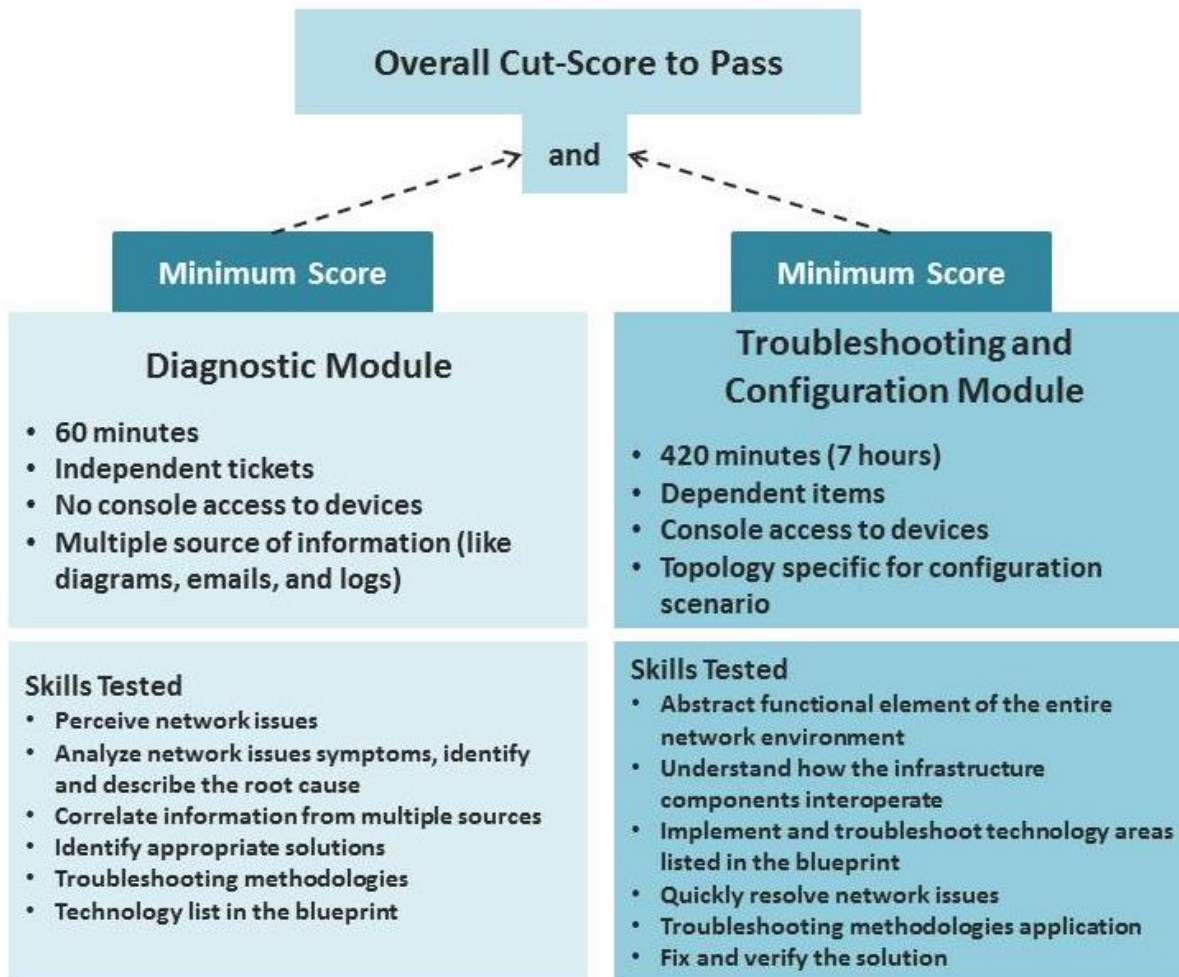 Overall Cut-Score to Pass
and
Minimum Score
Diagnostic Module
• 60 minutes
• Independent tickets
• No console access to devices
• Multiple source of information (like
diagrams, emails, and logs)
Skills Tested
• Perceive network issues
• Analyze network issues symptoms, identify
and describe the root cause
• Correlate information from multiple sources
• Identify appropriate solutions
• Troubleshooting methodologies
• Technology list in the blueprint
Minimum Score
Troubleshooting and
Configuration Module
• 420 minutes (7 hours)
• Dependent items
• Console access to devices
• Topology specific for configuration
scenario
Skills Tested
• Abstract functional element of the entire
network environment
• Understand how the infrastructure
components interoperate
• Implement and troubleshoot technology areas
listed in the blueprint
• Quickly resolve network issues
• Troubleshooting methodologies application
• Fix and verify the solution